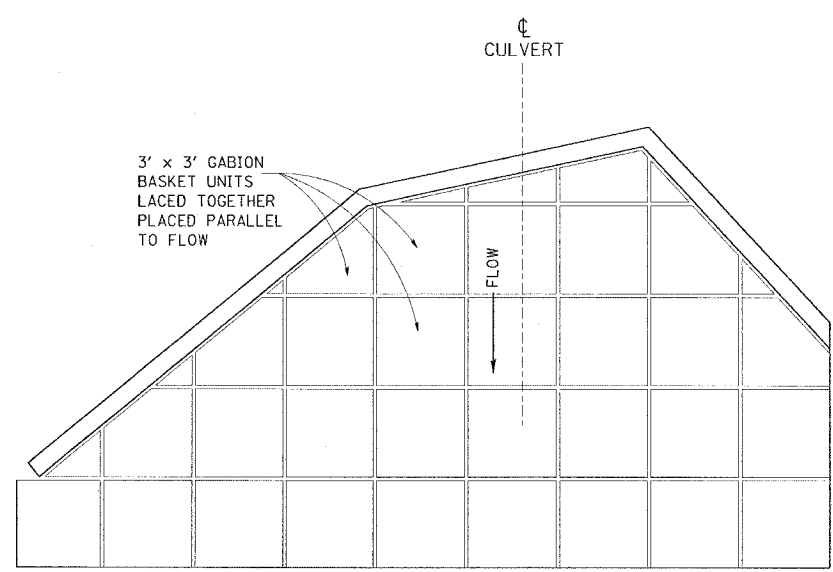 ℄
CULVERT
3' x 3' GABION
BASKET UNITS
LACED TOGETHER
PLACED PARALLEL
TO FLOW
FLOW